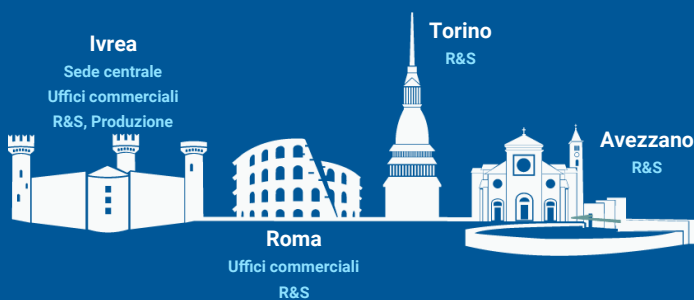 Ivrea
Sede centrale
Uffici commerciali
R&S, Produzione
Torino
R&S
Avezzano
R&S
Roma
Uffici commerciali
R&S